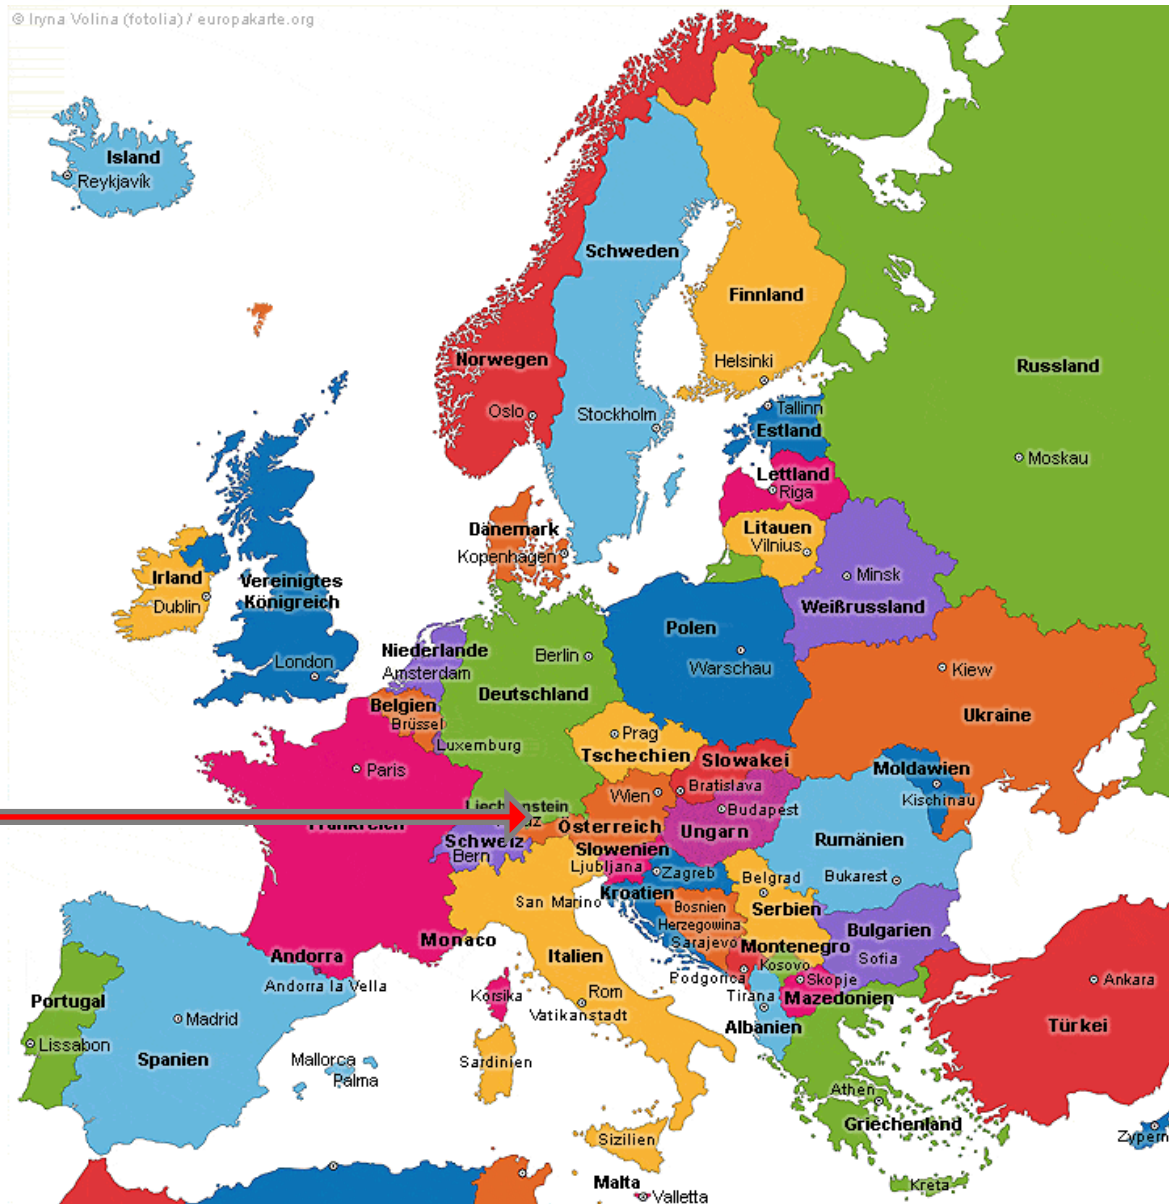 © Iryna Volina (fotolia) / europakarte.org
Island
Reykjavík
Schweden
Finnland
Norwegen
Helsinki
Russland
Oslo
Stockholm
Tallinn
Estland
Moskau
Lettland
Riga
Dänemark
Kopenhagen
Litauen
Vilnius
Irland
Dublin
Vereinigtes
Königreich
Minsk
Weißrussland
Polen
Warschau
Niederlande
Amsterdam
Berlin
Deutschland
London
Kiew
Ukraine
Belgien
Brüssel
Luxemburg
Prag
Tschechien
Slowakei
Bratislava
Paris
Moldawien
Kischinau
Wien
Budapest
Liechtenstein
Frankreich
Österreich
Ungarn
Rumänien
Schweiz
Bern
Slowenien
Ljubljana
Zagreb
Belgrad
Bukarest
Kroatien
San Marino
Bosnien
Herzegowina
Sarajevo
Serbien
Bulgarien
Sofia
Monaco
Andorra
Andorra la Vella
Italien
Montenegro
Kosovo
Podgorica
Skopje
Mazedonien
Tirana
Albanien
Korsika
Rom
Vatikanstadt
Ankara
Türkei
Portugal
Lissabon
Madrid
Spanien
Mallorca
Palma
Sardinien
Athen
Griechenland
Sizilien
Zypern
Malta
Valletta
Kreta